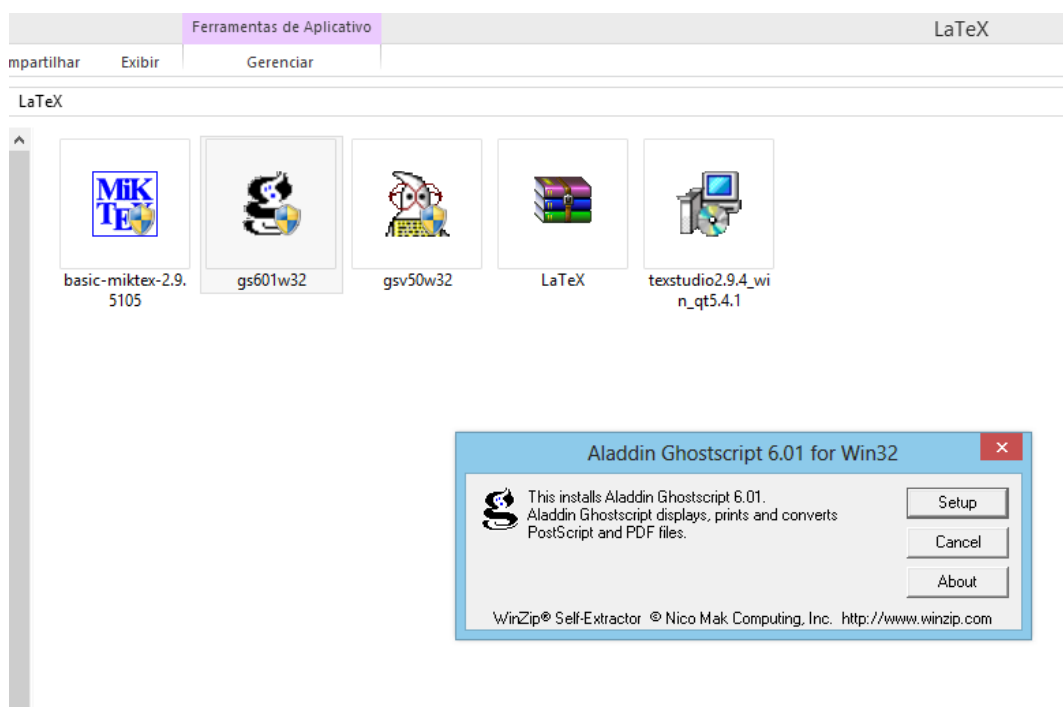 Ferramentas de Aplicativo
LaTeX
mpartilhar Exibir Gerenciar
LaTeX
MiK
TEX
basic-miktex-2.9.
5105
gs601w32
gsv50w32
LaTeX
texstudio2.9.4_wi
n_qt5.4.1
Aladdin Ghostscript 6.01 for Win32
This installs Aladdin Ghostscript 6.01.
Aladdin Ghostscript displays, prints and converts
PostScript and PDF files.
Setup
Cancel
About
WinZip® Self-Extractor © Nico Mak Computing, Inc. http://www.winzip.com